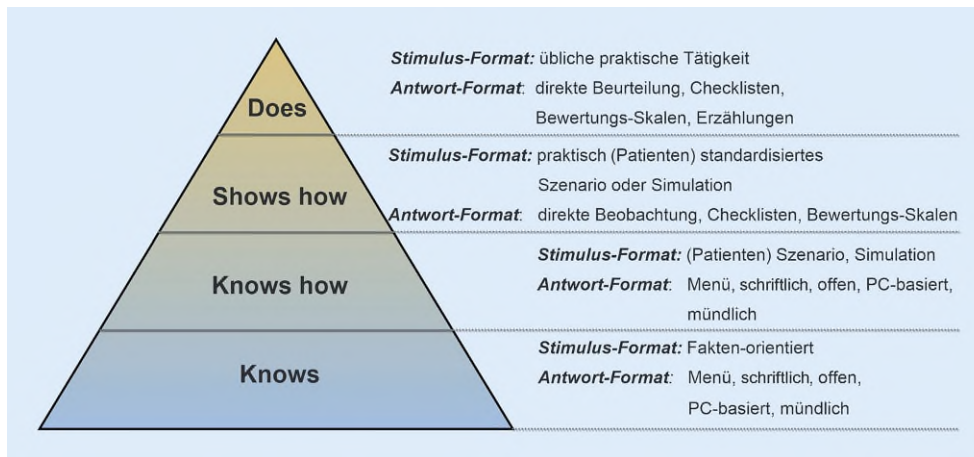 Does
Stimulus-Format: übliche praktische Tätigkeit
Antwort-Format: direkte Beurteilung, Checklisten,
Bewertungs-Skalen, Erzählungen
Shows how
Stimulus-Format: praktisch (Patienten) standardisiertes
Szenario oder Simulation
Antwort-Format: direkte Beobachtung, Checklisten, Bewertungs-Skalen
Knows how
Stimulus-Format: (Patienten) Szenario, Simulation
Antwort-Format: Menü, schriftlich, offen, PC-basiert,
mündlich
Knows
Stimulus-Format: Fakten-orientiert
Antwort-Format: Menü, schriftlich, offen,
PC-basiert, mündlich